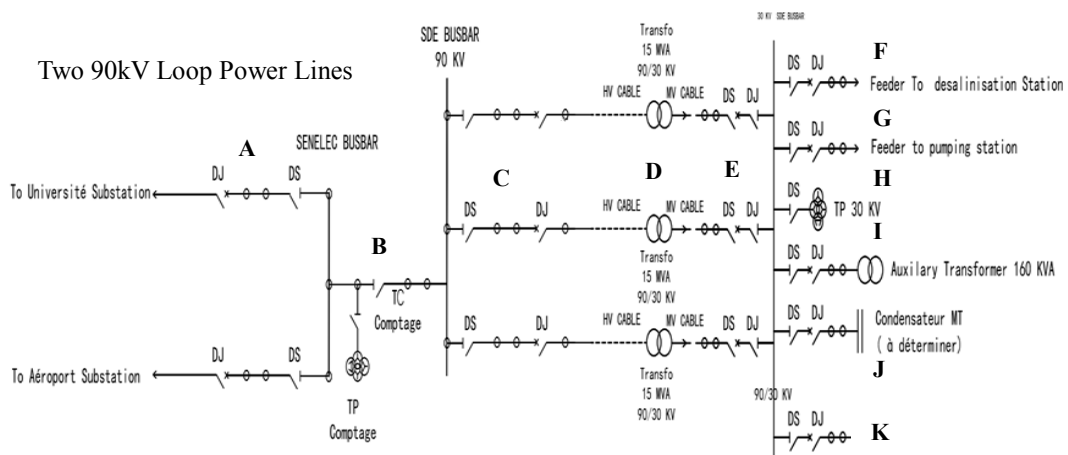 30 KV SDE BUSBAR
Two 90kV Loop Power Lines
SENELEC BUSBAR
SDE BUSBAR
90 KV
Transfo
15 MVA
90/30 KV
HV CABLE
MV CABLE
DS
DJ
DS
DJ
F
Feeder To desalinisation Station
DS
DJ
G
Feeder to pumping station
A
DJ
DS
To Université Substation
B
TC
Comptage
C
DS
DJ
D
HV CABLE
MV CABLE
Transfo
15 MVA
90/30 KV
E
DS
DJ
DS
H
TP 30 KV
I
DS
DJ
Auxilary Transformer 160 KVA
To Aéroport Substation
DJ
DS
TP
Comptage
DS
DJ
HV CABLE
MV CABLE
DS
DJ
Transfo
15 MVA
90/30 KV
DS
DJ
Condensateur MT
( à déterminer)
J
90/30 KV
DS
DJ
K